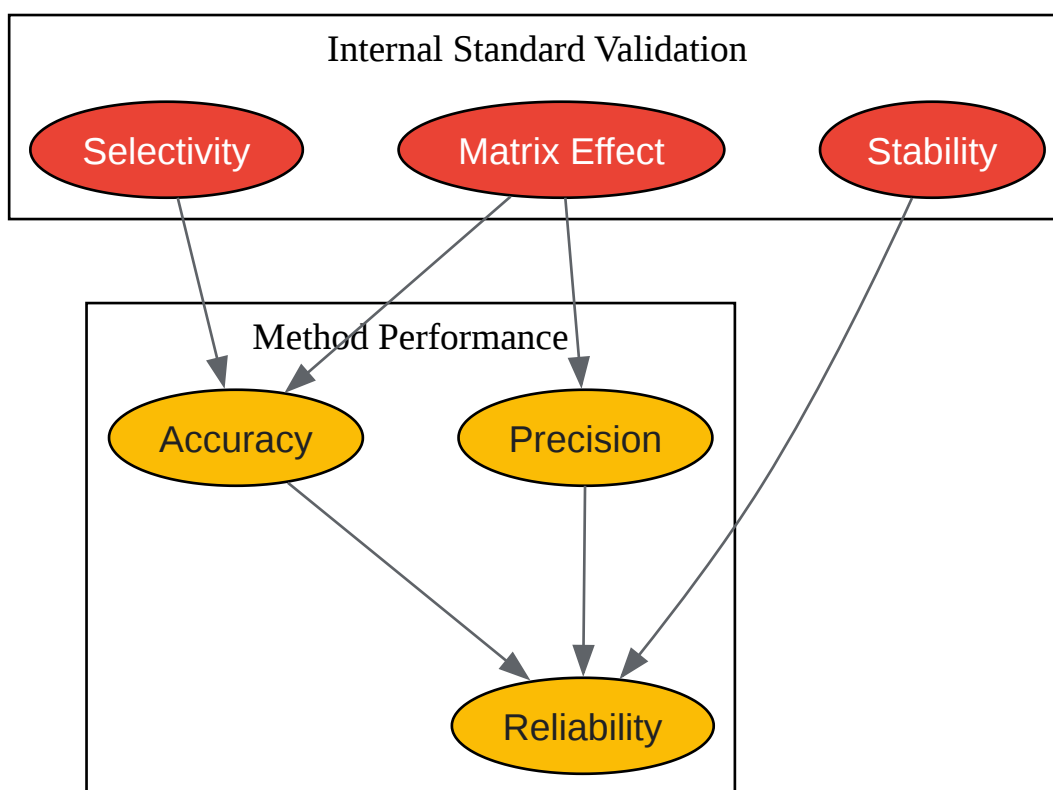 Internal Standard Validation
Selectivity
Matrix Effect
Stability
Method Performance
Accuracy
Precision
Reliability